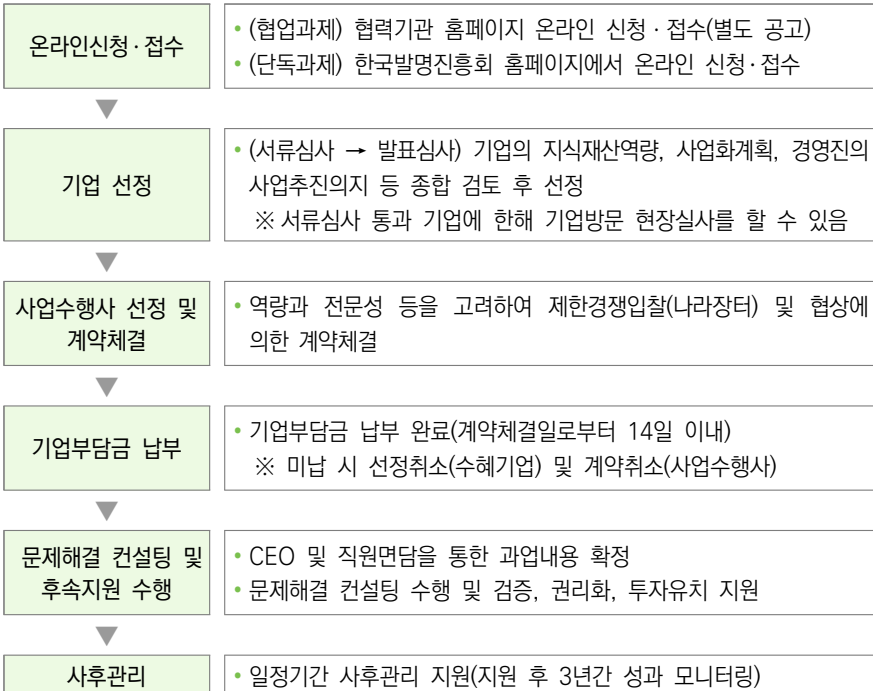 온라인신청·접수
• (협업과제) 협력기관 홈페이지 온라인 신청·접수(별도 공고)
• (단독과제) 한국발명진흥회 홈페이지에서 온라인 신청·접수
▼
기업 선정
• (서류심사 → 발표심사) 기업의 지식재산역량, 사업화계획, 경영진의
사업추진의지 등 종합 검토 후 선정
※ 서류심사 통과 기업에 한해 기업방문 현장실사를 할 수 있음
▼
사업수행사 선정 및
계약체결
• 역량과 전문성 등을 고려하여 제한경쟁입찰(나라장터) 및 협상에
의한 계약체결
▼
기업부담금 납부
• 기업부담금 납부 완료(계약체결일로부터 14일 이내)
※ 미납 시 선정취소(수혜기업) 및 계약취소(사업수행사)
▼
문제해결 컨설팅 및
후속지원 수행
• CEO 및 직원면담을 통한 과업내용 확정
• 문제해결 컨설팅 수행 및 검증, 권리화, 투자유치 지원
▼
사후관리
• 일정기간 사후관리 지원(지원 후 3년간 성과 모니터링)